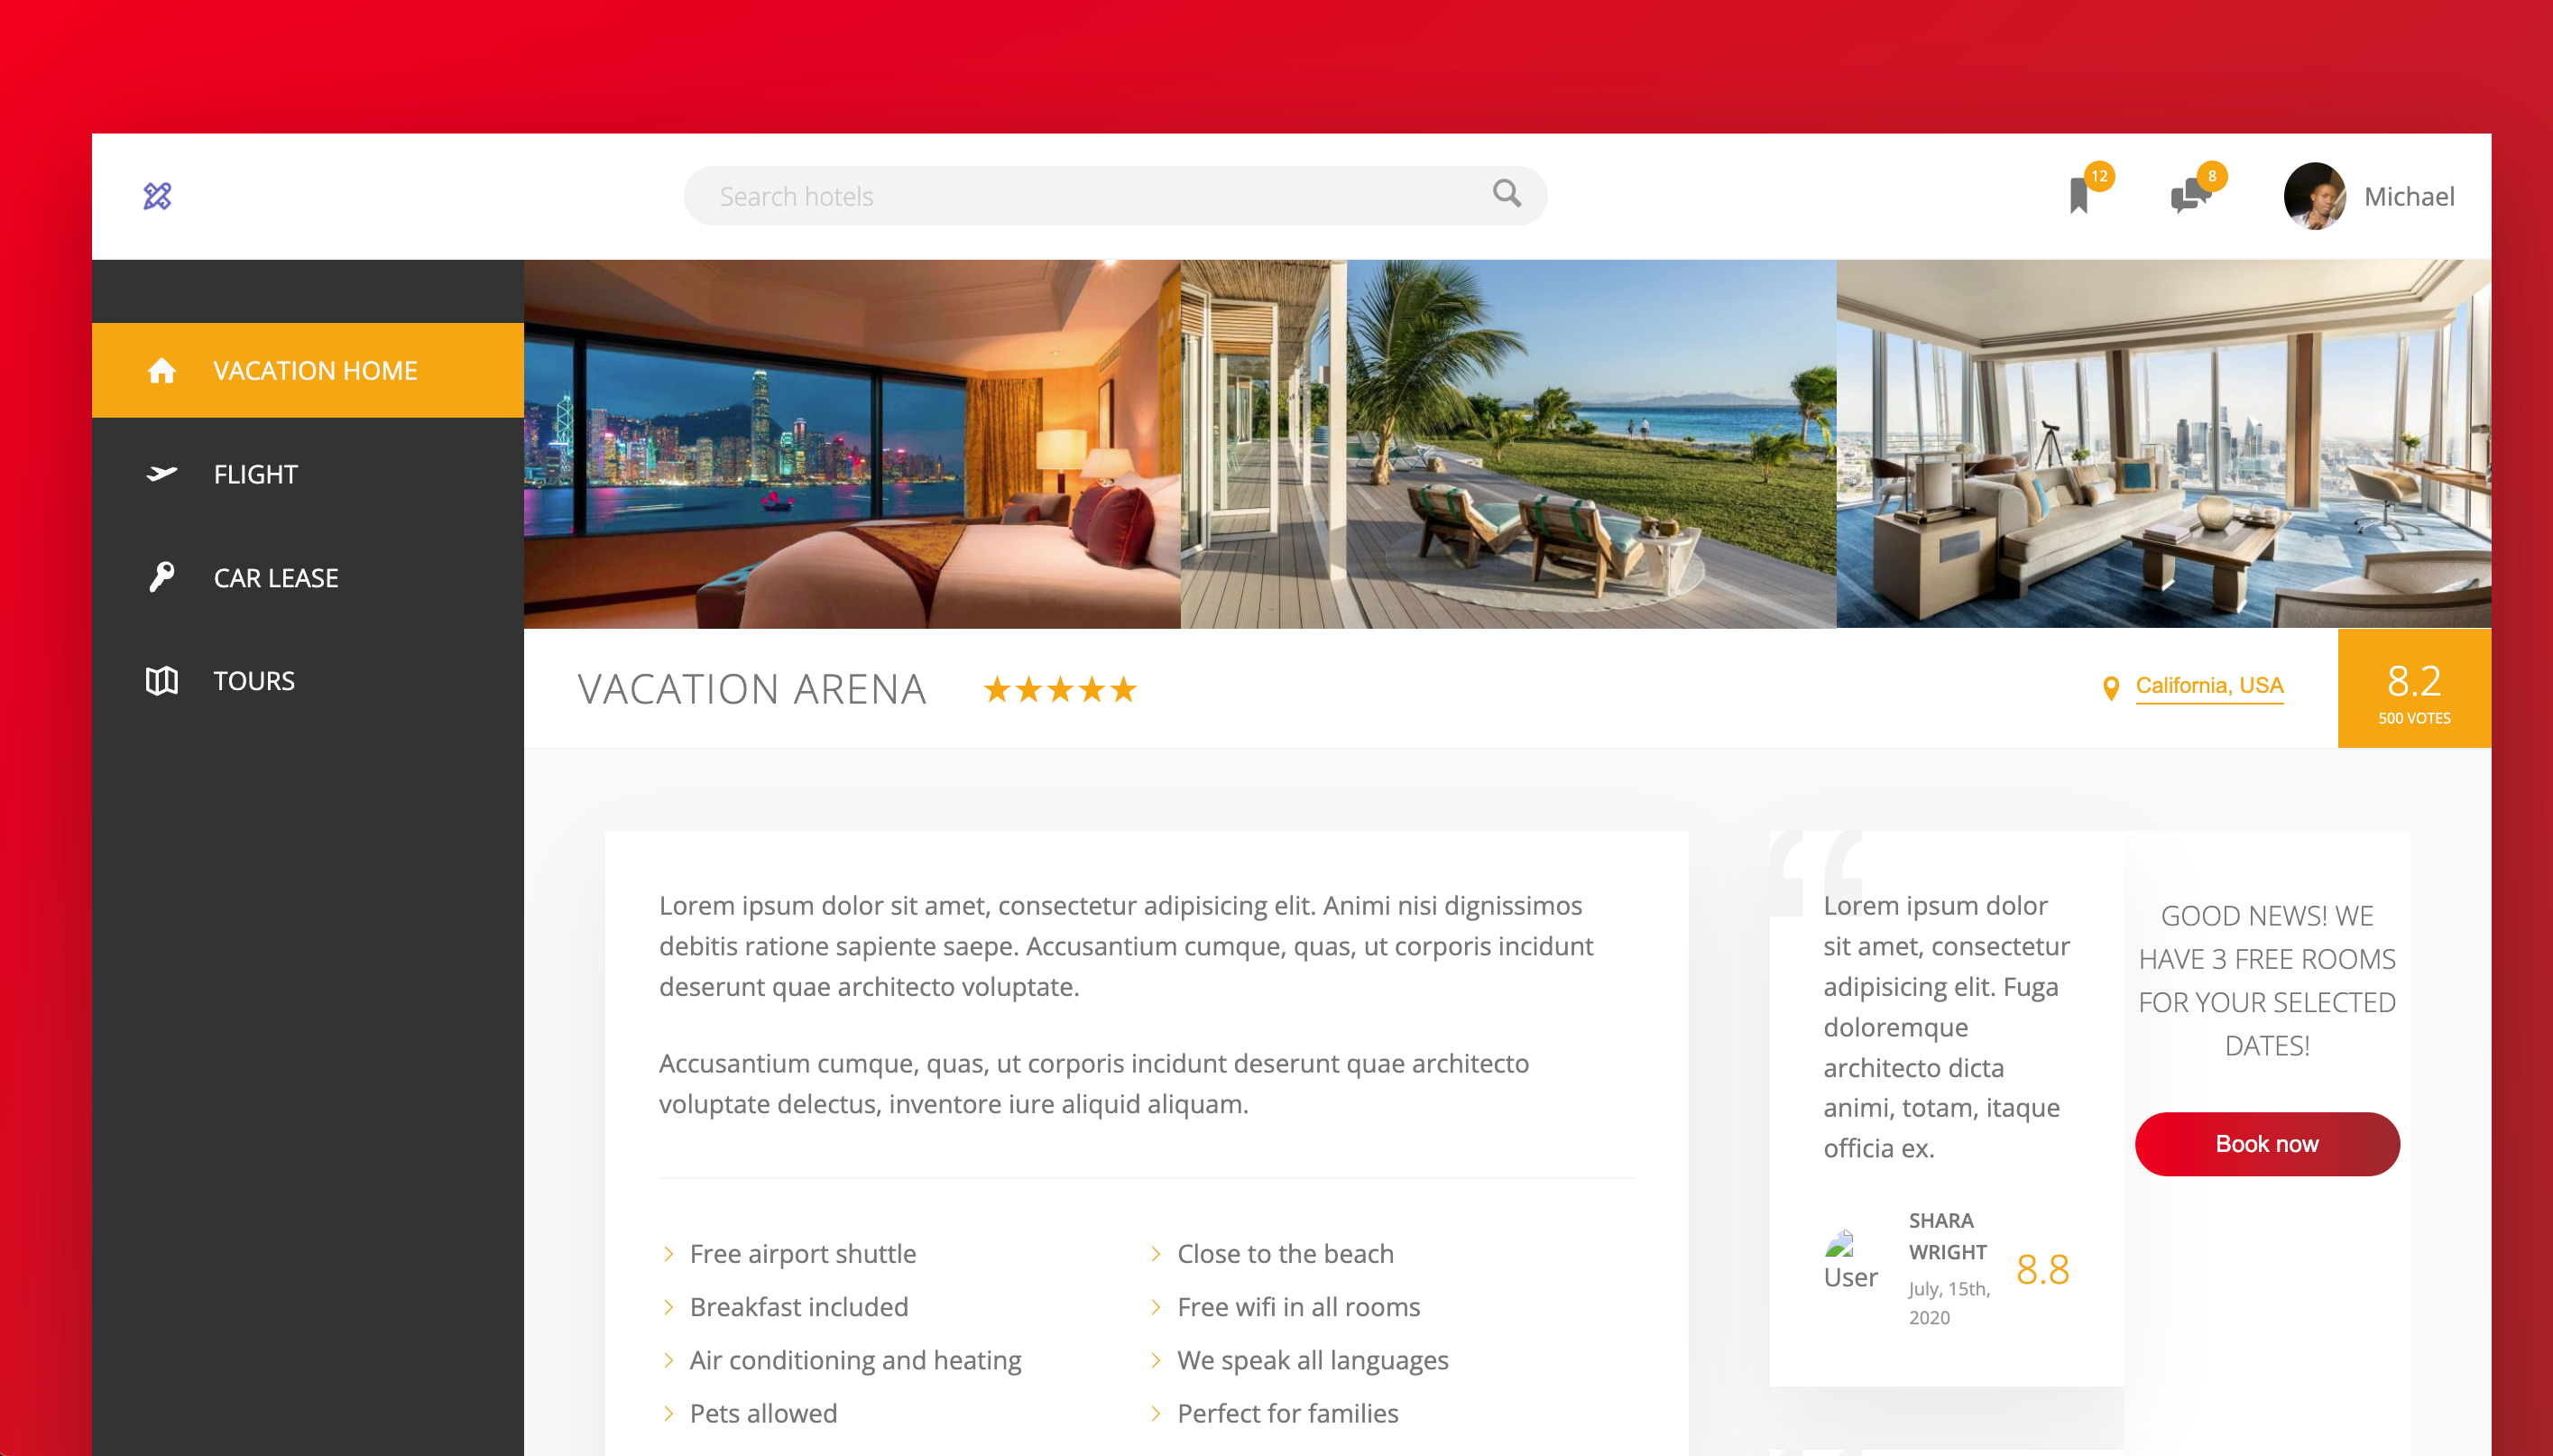 Search hotels
12
8
Michael
VACATION HOME
FLIGHT
CAR LEASE
TOURS
VACATION ARENA
California, USA
8.2
500 VOTES
Lorem ipsum dolor sit amet, consectetur adipisicing elit. Animi nisi dignissimos
debitis ratione sapiente saepe. Accusantium cumque, quas, ut corporis incidunt
deserunt quae architecto voluptate.
Accusantium cumque, quas, ut corporis incidunt deserunt quae architecto
voluptate delectus, inventore iure aliquid aliquam.
Free airport shuttle
Breakfast included
Air conditioning and heating
Pets allowed
Close to the beach
Free wifi in all rooms
We speak all languages
Perfect for families
“
Lorem ipsum dolor
sit amet, consectetur
adipisicing elit. Fuga
doloremque
architecto dicta
animi, totam, itaque
officia ex.
User
SHARA
WRIGHT
July, 15th,
2020
8.8
GOOD NEWS! WE
HAVE 3 FREE ROOMS
FOR YOUR SELECTED
DATES!
Book now